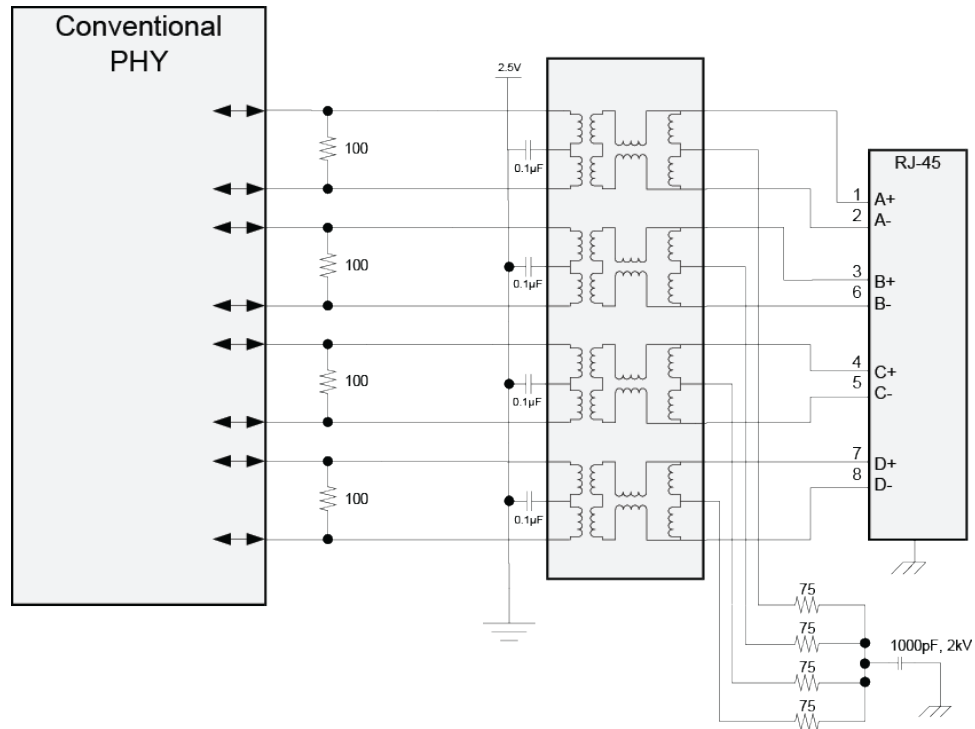 Conventional
PHY
2.5V
100
0.1µF
100
0.1µF
100
0.1µF
100
0.1µF
RJ-45
1 A+
2 A-
3 B+
6 B-
4 C+
5 C-
7 D+
8 D-
75
75
1000pF, 2kV
75
75